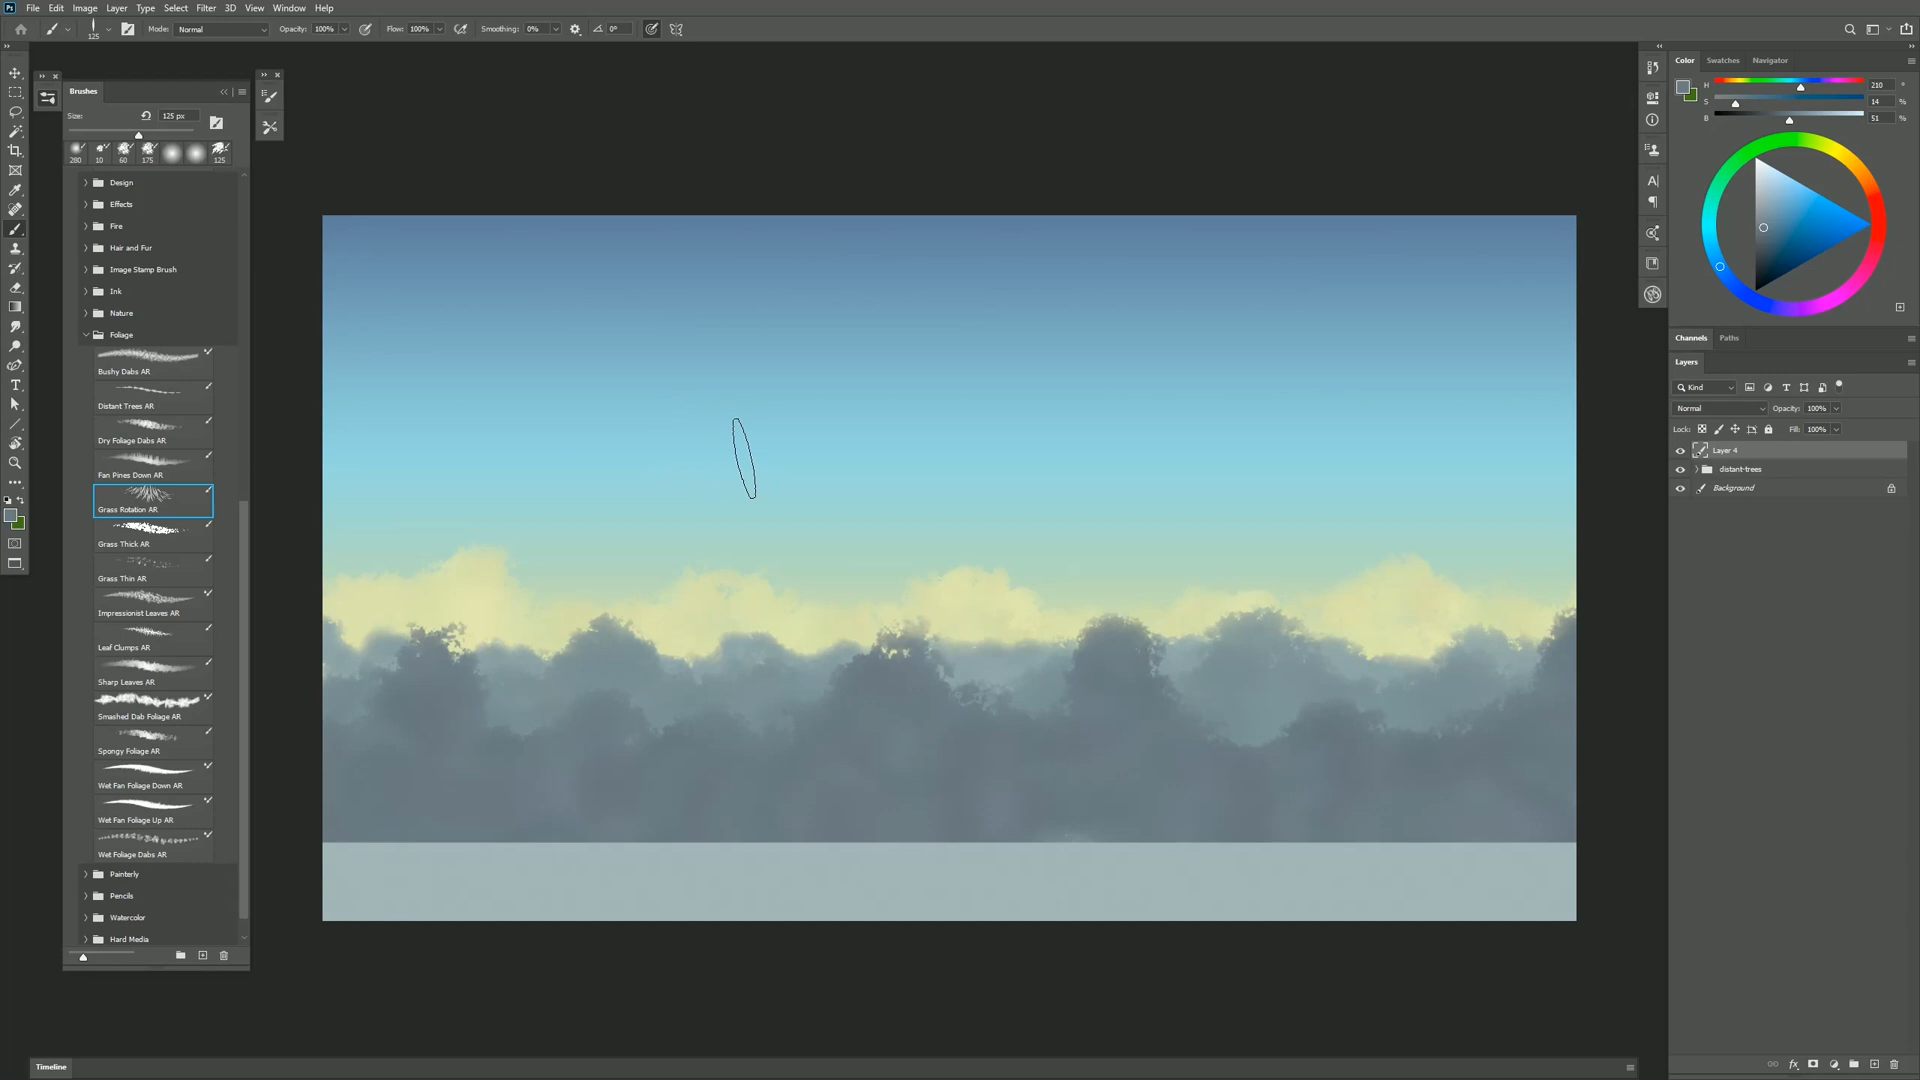 Ps File Edit Image Layer Type Select Filter 3D View Window Help
125 Mode: Normal Opacity: 100% Flow: 100% Smoothing: 0% 0°
Brushes
Size: 125 px
280 10 60 175 125
Design
Effects
Fire
Hair and Fur
Image Stamp Brush
Ink
Nature
Foliage
Bushy Dabs AR
Distant Trees AR
Dry Foliage Dabs AR
Fan Pines Down AR
Grass Rotation AR
Grass Thick AR
Grass Thin AR
Impressionist Leaves AR
Leaf Clumps AR
Sharp Leaves AR
Smashed Dab Foliage AR
Spongy Foliage AR
Wet Fan Foliage Down AR
Wet Fan Foliage Up AR
Wet Foliage Dabs AR
Painterly
Pencils
Watercolor
Hard Media
Color Swatches Navigator
H 210 °
S 14 %
B 51 %
Channels Paths
Layers
Kind
Normal Opacity: 100%
Lock: Fill: 100%
Layer 4
distant-trees
Background
Timeline